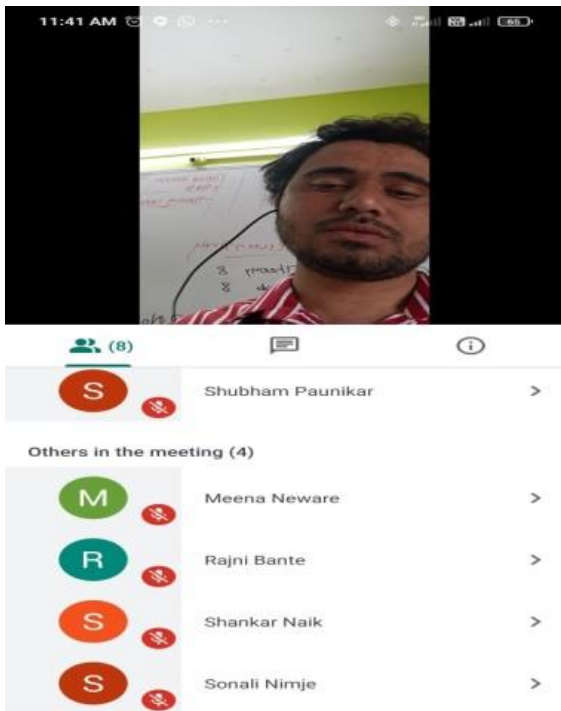 11:41 AM
65
(8)
S
Shubham Paunikar
Others in the meeting (4)
M
Meena Neware
R
Rajni Bante
S
Shankar Naik
S
Sonali Nimje